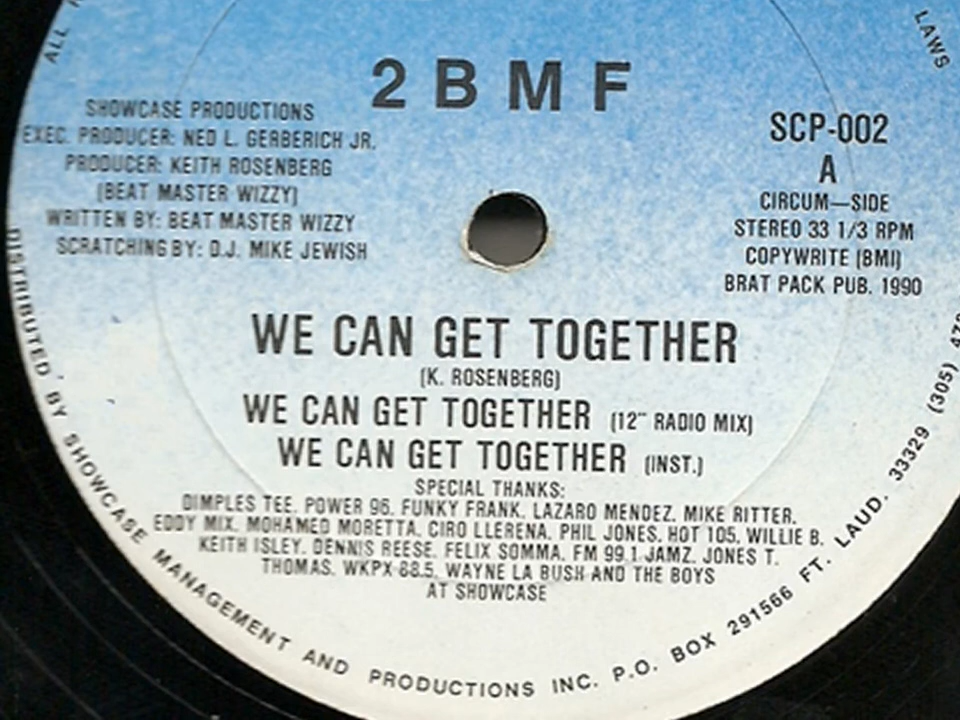 2 B M F
SHOWCASE PRODUCTIONS
EXEC. PRODUCER: NED L. GERBERICH JR.
PRODUCER: KEITH ROSENBERG
(BEAT MASTER WIZZY)
WRITTEN BY: BEAT MASTER WIZZY
SCRATCHING BY: D.J. MIKE JEWISH
SCP-002
A
CIRCUM—SIDE
STEREO 33 1/3 RPM
COPYWRITE (BMI)
BRAT PACK PUB. 1990
WE CAN GET TOGETHER
(K. ROSENBERG)
WE CAN GET TOGETHER (12" RADIO MIX)
WE CAN GET TOGETHER (INST.)
SPECIAL THANKS:
DIMPLES TEE, POWER 96, FUNKY FRANK, LAZARO MENDEZ, MIKE RITTER,
EDDY MIX, MOHAMED MORETTA, CIRO LLERENA, PHIL JONES, HOT 105, WILLIE B.
KEITH ISLEY, DENNIS REESE, FELIX SOMMA, FM 99.1 JAMZ, JONES T.
THOMAS, WKPX 88.5, WAYNE LA BUSH AND THE BOYS
AT SHOWCASE
ALL
DISTRIBUTED BY SHOWCASE MANAGEMENT AND PRODUCTIONS INC. P.O. BOX 291566 FT. LAUD. 33329 (305)
LAWS